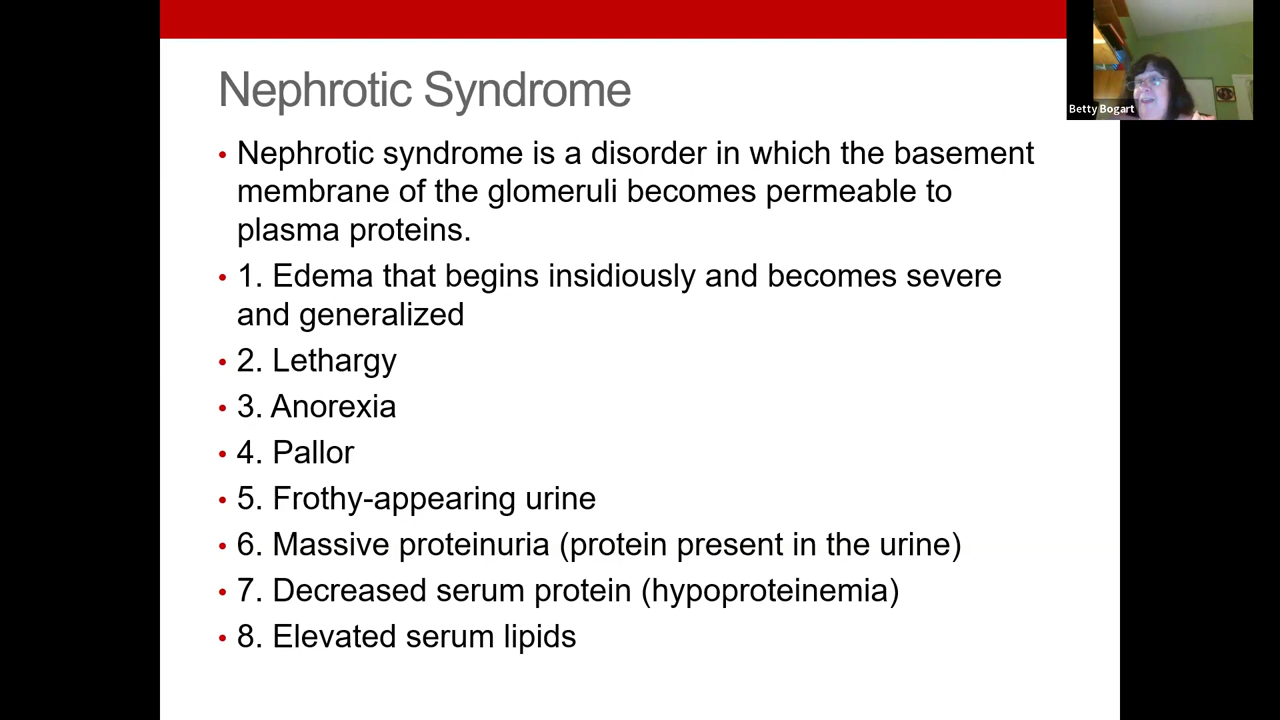 Nephrotic Syndrome
• Nephrotic syndrome is a disorder in which the basement
membrane of the glomeruli becomes permeable to
plasma proteins.
• 1. Edema that begins insidiously and becomes severe
and generalized
• 2. Lethargy
• 3. Anorexia
• 4. Pallor
• 5. Frothy-appearing urine
• 6. Massive proteinuria (protein present in the urine)
• 7. Decreased serum protein (hypoproteinemia)
• 8. Elevated serum lipids
Betty Bogart